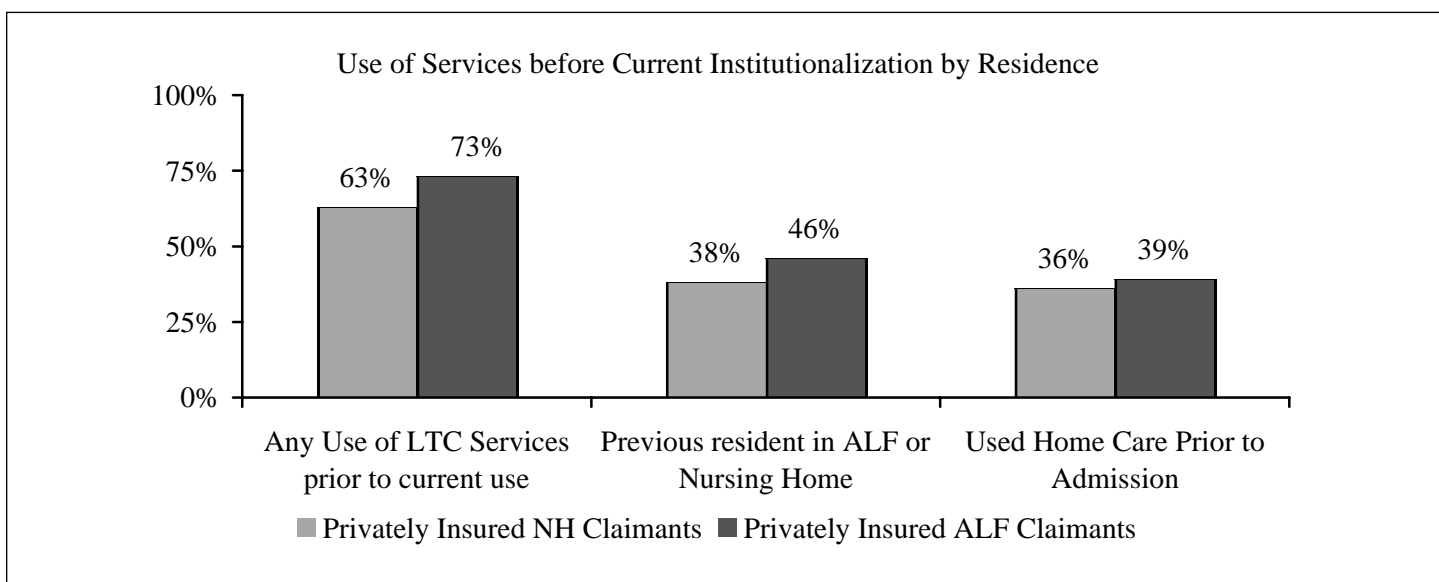 Use of Services before Current Institutionalization by Residence
100%
75%
50%
25%
0%
63%
73%
38%
46%
36%
39%
Any Use of LTC Services
prior to current use
Previous resident in ALF or
Nursing Home
Used Home Care Prior to
Admission
Privately Insured NH Claimants
Privately Insured ALF Claimants